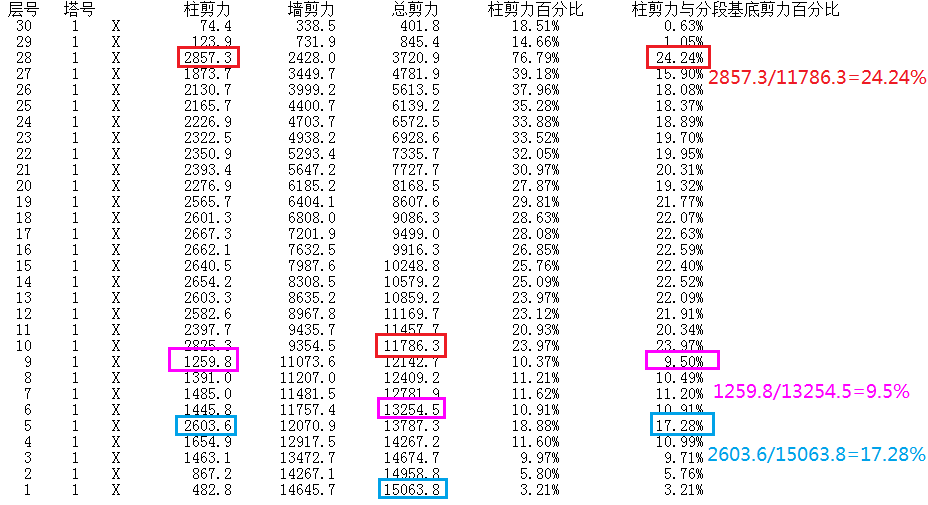 层号 塔号 柱剪力 墙剪力 总剪力 柱剪力百分比 柱剪力与分段基底剪力百分比
30 1 X 74.4 338.5 401.8 18.51% 0.63%
29 1 X 123.9 731.9 845.4 14.66% 1.05%
28 1 X 2857.3 2428.0 3720.9 76.79% 24.24%
27 1 X 1873.7 3449.7 4781.9 39.18% 15.90% 2857.3/11786.3=24.24%
26 1 X 2130.7 3999.2 5613.5 37.96% 18.08%
25 1 X 2165.7 4400.7 6139.2 35.28% 18.37%
24 1 X 2226.9 4703.7 6572.5 33.88% 18.89%
23 1 X 2322.5 4938.2 6928.6 33.52% 19.70%
22 1 X 2350.9 5293.4 7335.7 32.05% 19.95%
21 1 X 2393.4 5647.2 7727.7 30.97% 20.31%
20 1 X 2276.9 6185.2 8168.5 27.87% 19.32%
19 1 X 2565.7 6404.1 8607.6 29.81% 21.77%
18 1 X 2601.3 6808.0 9086.3 28.63% 22.07%
17 1 X 2667.3 7201.9 9499.0 28.08% 22.63%
16 1 X 2662.1 7632.5 9916.3 26.85% 22.59%
15 1 X 2640.5 7987.6 10248.8 25.76% 22.40%
14 1 X 2654.2 8308.5 10579.2 25.09% 22.52%
13 1 X 2603.3 8635.2 10859.2 23.97% 22.09%
12 1 X 2582.6 8967.8 11169.7 23.12% 21.91%
11 1 X 2397.7 9435.7 11457.7 20.93% 20.34%
10 1 X 2825.3 9354.5 11786.3 23.97% 23.97%
9 1 X 1259.8 11073.6 12142.7 10.37% 9.50%
8 1 X 1391.0 11207.0 12409.2 11.21% 10.49%
7 1 X 1485.0 11481.5 12781.9 11.62% 11.20% 1259.8/13254.5=9.5%
6 1 X 1445.8 11757.4 13254.5 10.91% 10.91%
5 1 X 2603.6 12070.9 13787.3 18.88% 17.28%
4 1 X 1654.9 12917.5 14267.2 11.60% 10.99%
3 1 X 1463.1 13472.7 14674.7 9.97% 9.71% 2603.6/15063.8=17.28%
2 1 X 867.2 14267.1 14958.8 5.80% 5.76%
1 1 X 482.8 14645.7 15063.8 3.21% 3.21%